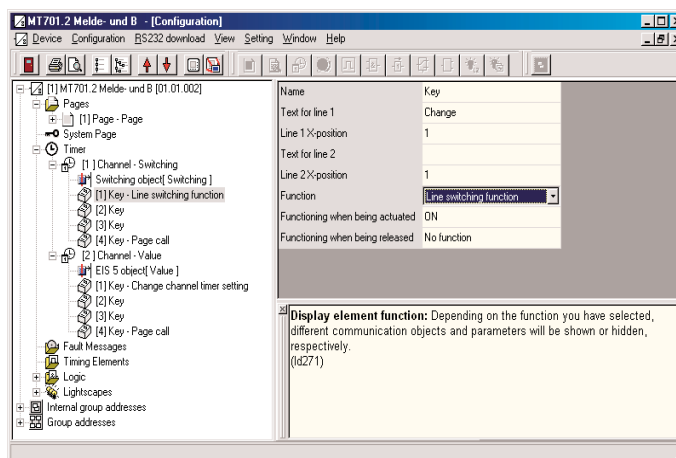 MT701.2 Melde- und B - [Configuration]
Device Configuration RS232 download View Setting Window Help
[1] MT701.2 Melde- und B [01.01.002]
Pages
[1] Page - Page
System Page
Timer
[1 ] Channel - Switching
Switching object[ Switching ]
[1] Key - Line switching function
[2] Key
[3] Key
[4] Key - Page call
[2 ] Channel - Value
EIS 5 object[ Value ]
[1] Key - Change channel timer setting
[2] Key
[3] Key
[4] Key - Page call
Fault Messages
Timing Elements
Logic
Lightscapes
Internal group addresses
Group addresses
Name Key
Text for line 1 Change
Line 1 X-position 1
Text for line 2
Line 2 X-position 1
Function Line switching function
Functioning when being actuated ON
Functioning when being released No function
Display element function: Depending on the function you have selected,
different communication objects and parameters will be shown or hidden,
respectively.
(Id271)